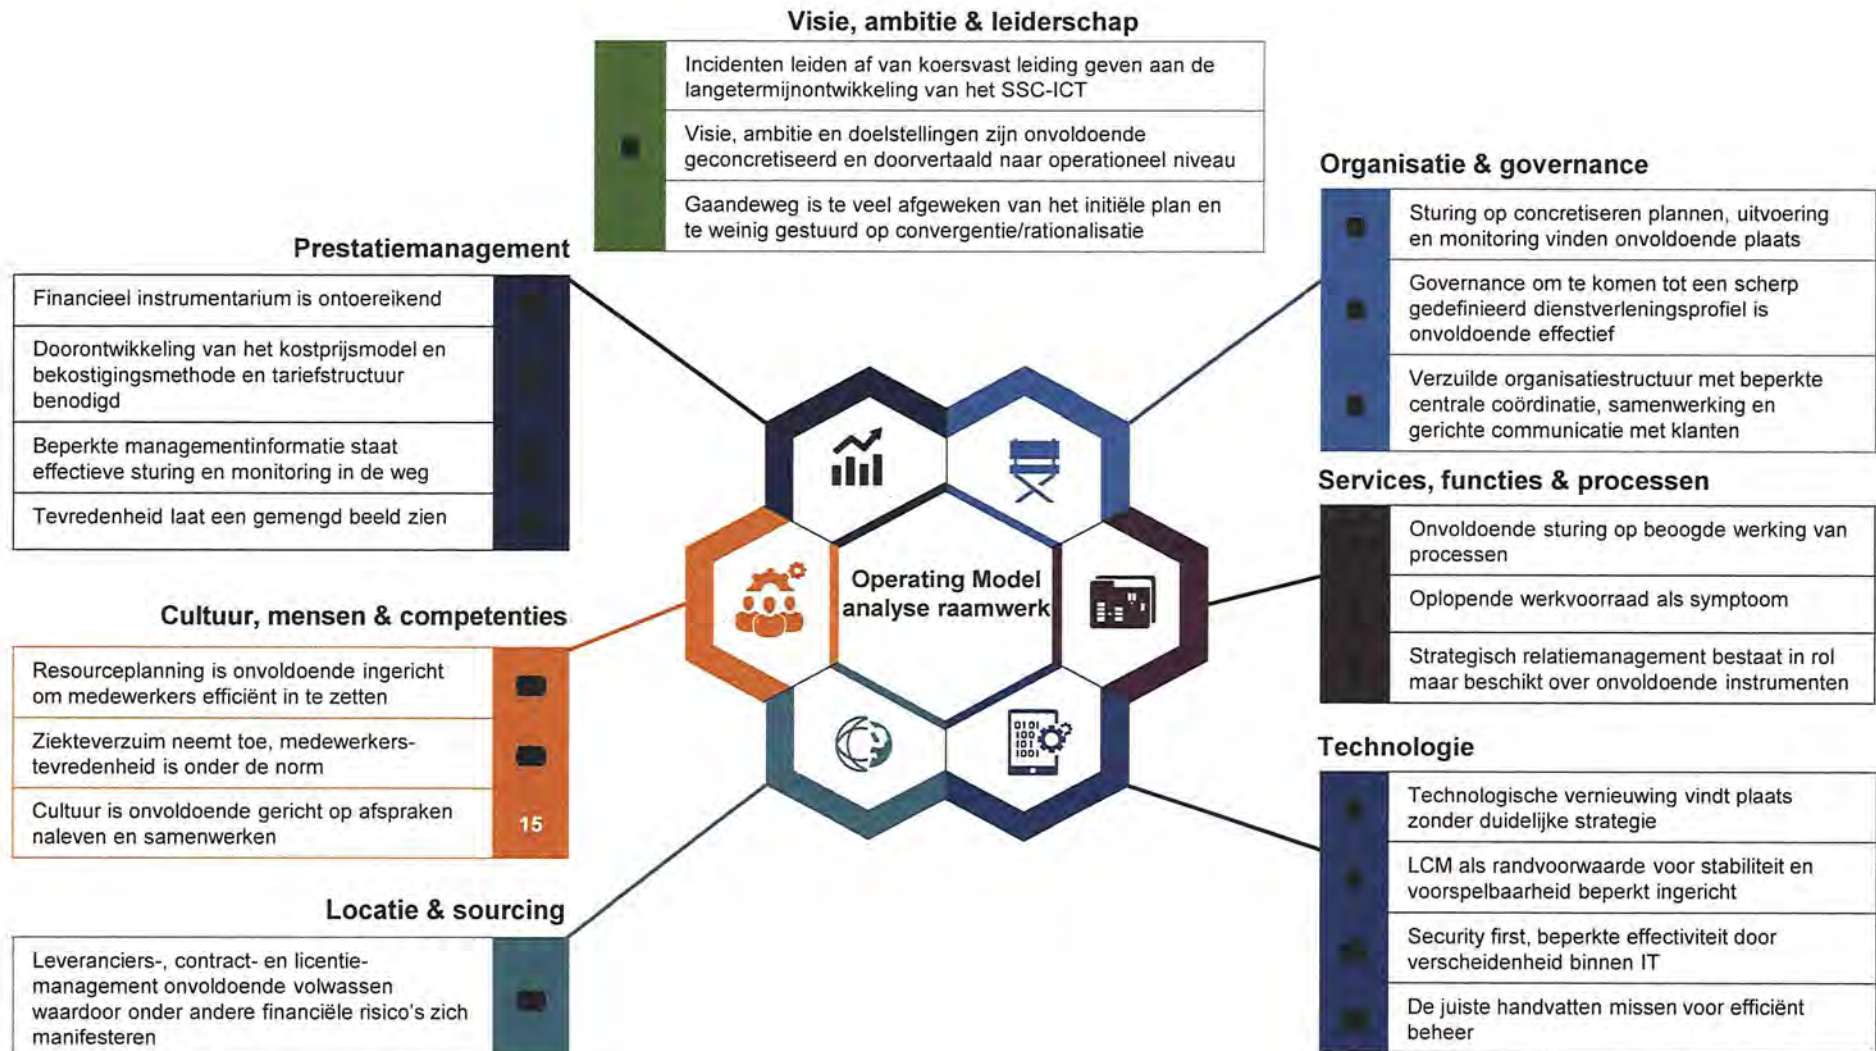 Visie, ambitie & leiderschap
Incidenten leiden af van koersvast leiding geven aan de
langetermijnontwikkeling van het SSC-ICT
Visie, ambitie en doelstellingen zijn onvoldoende
geconcretiseerd en doorvertaald naar operationeel niveau
Gaandeweg is te veel afgeweken van het initiële plan en
te weinig gestuurd op convergentie/rationalisatie
Organisatie & governance
Sturing op concretiseren plannen, uitvoering
en monitoring vinden onvoldoende plaats
Governance om te komen tot een scherp
gedefinieerd dienstverleningsprofiel is
onvoldoende effectief
Verzuilde organisatiestructuur met beperkte
centrale coördinatie, samenwerking en
gerichte communicatie met klanten
Services, functies & processen
Onvoldoende sturing op beoogde werking van
processen
Oplopende werkvoorraad als symptoom
Strategisch relatiemanagement bestaat in rol
maar beschikt over onvoldoende instrumenten
Technologie
Technologische vernieuwing vindt plaats
zonder duidelijke strategie
LCM als randvoorwaarde voor stabiliteit en
voorspelbaarheid beperkt ingericht
Security first, beperkte effectiviteit door
verscheidenheid binnen IT
De juiste handvatten missen voor efficiënt
beheer
Prestatiemanagement
Financieel instrumentarium is ontoereikend
Doorontwikkeling van het kostprijsmodel en
bekostigingsmethode en tariefstructuur
benodigd
Beperkte managementinformatie staat
effectieve sturing en monitoring in de weg
Tevredenheid laat een gemengd beeld zien
Cultuur, mensen & competenties
Resourceplanning is onvoldoende ingericht
om medewerkers efficiënt in te zetten
Ziekteverzuim neemt toe, medewerkers-
tevredenheid is onder de norm
Cultuur is onvoldoende gericht op afspraken
naleven en samenwerken
15
Locatie & sourcing
Leveranciers-, contract- en licentie-
management onvoldoende volwassen
waardoor onder andere financiële risico's zich
manifesteren
Operating Model
analyse raamwerk
0101
100
101
1001